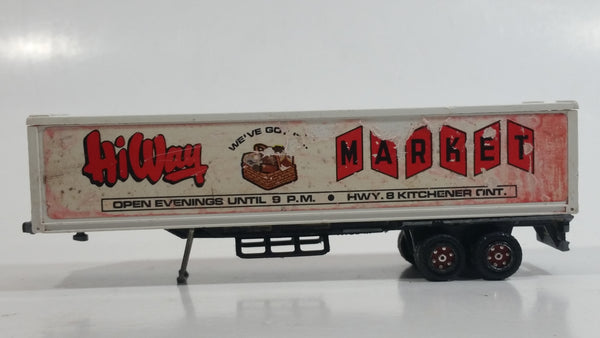 HiWay
WE'VE GOT
MARKET
OPEN EVENINGS UNTIL 9 P.M. • HWY. 8 KITCHENER ONT.